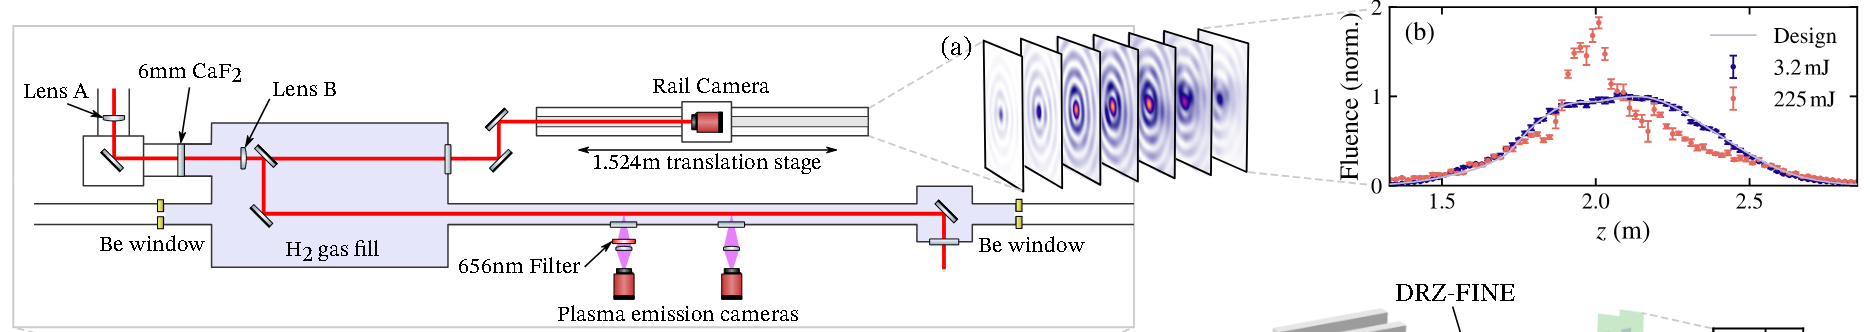 Lens A
6mm CaF2
Lens B
Rail Camera
1.524m translation stage
(a)
Be window
H2 gas fill
656nm Filter
Plasma emission cameras
Be window
(b)
Design
3.2 mJ
225 mJ
Fluence (norm.)
2
1
0
1.5 2.0 2.5
z (m)
DRZ-FINE